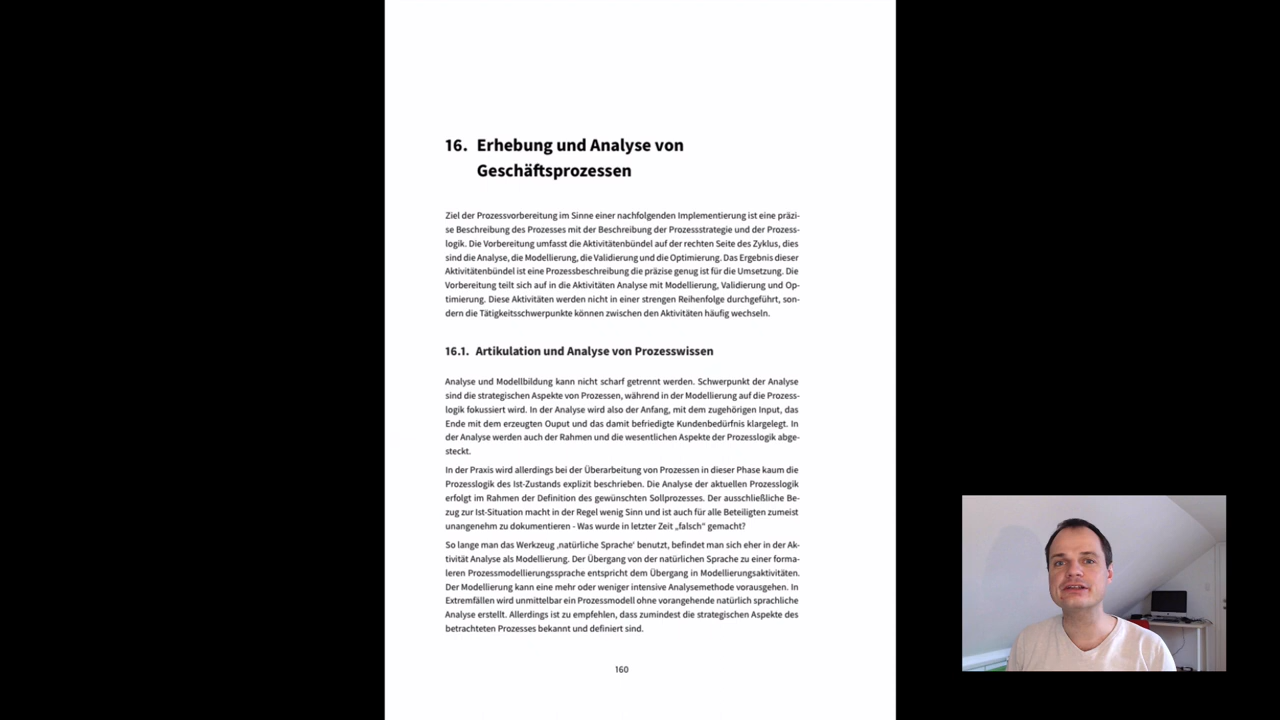 16. Erhebung und Analyse von
Geschäftsprozessen
Ziel der Prozessvorbereitung im Sinne einer nachfolgenden Implementierung ist eine präzi-
se Beschreibung des Prozesses mit der Beschreibung der Prozessstrategie und der Prozess-
logik. Die Vorbereitung umfasst die Aktivitätenbündel auf der rechten Seite des Zyklus, dies
sind die Analyse, die Modellierung, die Validierung und die Optimierung. Das Ergebnis dieser
Aktivitätenbündel ist eine Prozessbeschreibung die präzise genug ist für die Umsetzung. Die
Vorbereitung teilt sich auf in die Aktivitäten Analyse mit Modellierung, Validierung und Op-
timierung. Diese Aktivitäten werden nicht in einer strengen Reihenfolge durchgeführt, son-
dern die Tätigkeitsschwerpunkte können zwischen den Aktivitäten häufig wechseln.
16.1. Artikulation und Analyse von Prozesswissen
Analyse und Modellbildung kann nicht scharf getrennt werden. Schwerpunkt der Analyse
sind die strategischen Aspekte von Prozessen, während in der Modellierung auf die Prozess-
logik fokussiert wird. In der Analyse wird also der Anfang, mit dem zugehörigen Input, das
Ende mit dem erzeugten Ouput und das damit befriedigte Kundenbedürfnis klargelegt. In
der Analyse werden auch der Rahmen und die wesentlichen Aspekte der Prozesslogik abge-
steckt.
In der Praxis wird allerdings bei der Überarbeitung von Prozessen in dieser Phase kaum die
Prozesslogik des Ist-Zustands explizit beschrieben. Die Analyse der aktuellen Prozesslogik
erfolgt im Rahmen der Definition des gewünschten Sollprozesses. Der ausschließliche Be-
zug zur Ist-Situation macht in der Regel wenig Sinn und ist auch für alle Beteiligten zumeist
unangenehm zu dokumentieren - Was wurde in letzter Zeit „falsch“ gemacht?
So lange man das Werkzeug ‚natürliche Sprache‘ benutzt, befindet man sich eher in der Ak-
tivität Analyse als Modellierung. Der Übergang von der natürlichen Sprache zu einer forma-
leren Prozessmodellierungssprache entspricht dem Übergang in Modellierungsaktivitäten.
Der Modellierung kann eine mehr oder weniger intensive Analysemethode vorausgehen. In
Extremfällen wird unmittelbar ein Prozessmodell ohne vorangehende natürlich sprachliche
Analyse erstellt. Allerdings ist zu empfehlen, dass zumindest die strategischen Aspekte des
betrachteten Prozesses bekannt und definiert sind.
160